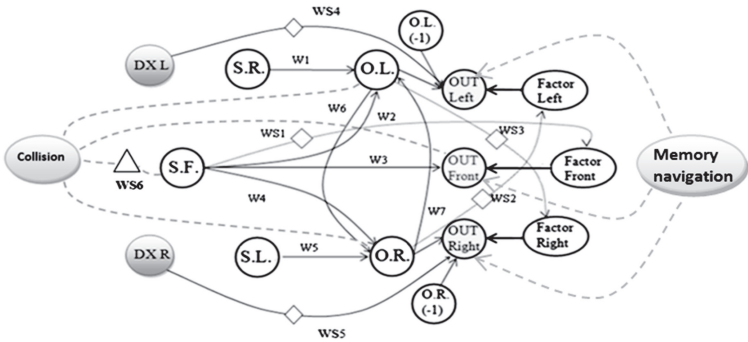 WS4
O.L.
(-1)
DX L
S.R.
W1
O.L.
OUT
Left
Factor
Left
W6
W2
WS1
WS3
Collision
WS6
S.F.
W3
OUT
Front
Factor
Front
Memory
navigation
W4
WS2
W7
DX R
S.L.
W5
O.R.
OUT
Right
Factor
Right
O.R.
(-1)
WS5